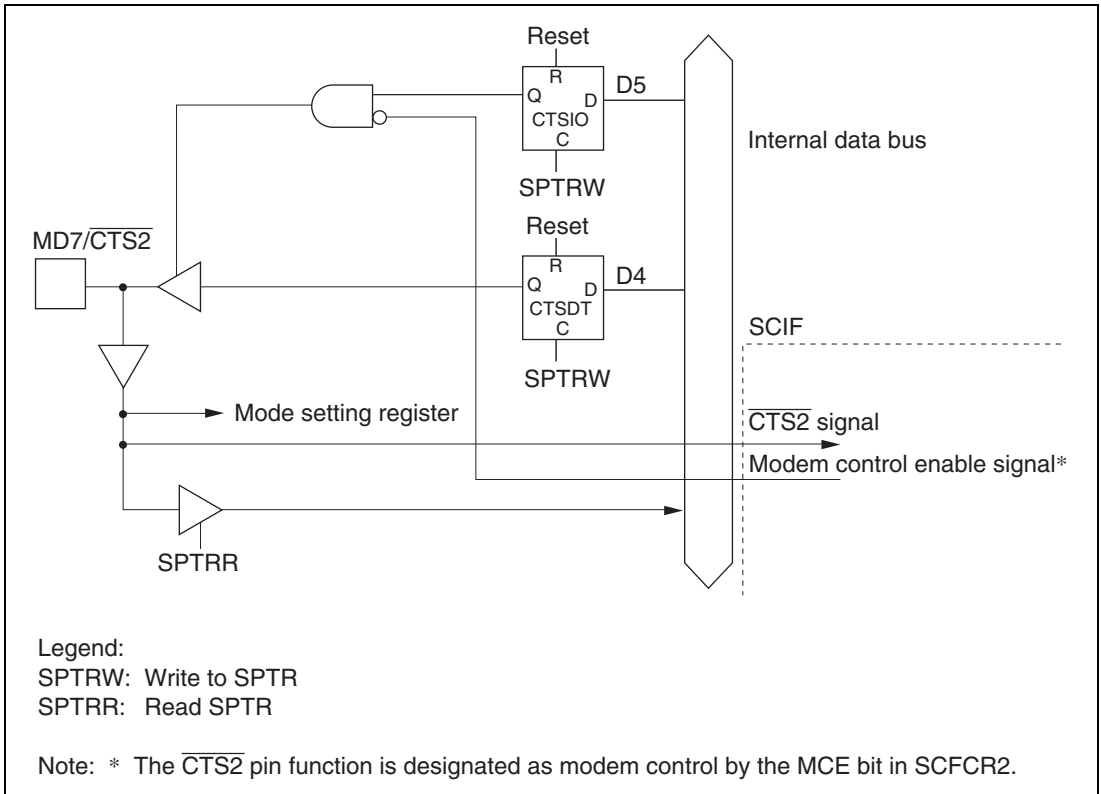 Reset
R
Q
D
D5
CTSIO
C
SPTRW
Internal data bus
Reset
R
Q
D
D4
CTSDT
C
SPTRW
MD7/CTS2
SCIF
Mode setting register
CTS2 signal
Modem control enable signal*
SPTRR
Legend:
SPTRW: Write to SPTR
SPTRR: Read SPTR
Note: * The CTS2 pin function is designated as modem control by the MCE bit in SCFCR2.